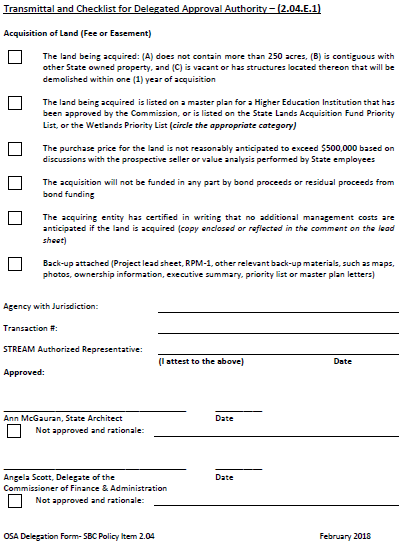 Transmittal and Checklist for Delegated Approval Authority – (2.04.E.1)
Acquisition of Land (Fee or Easement)
The land being acquired: (A) does not contain more than 250 acres, (B) is contiguous with
other State owned property, and (C) is vacant or has structures located thereon that will be
demolished within one (1) year of acquisition
The land being acquired is listed on a master plan for a Higher Education Institution that has
been approved by the Commission, or is listed on the State Lands Acquisition Fund Priority
List, or the Wetlands Priority List (circle the appropriate category)
The purchase price for the land is not reasonably anticipated to exceed $500,000 based on
discussions with the prospective seller or value analysis performed by State employees
The acquisition will not be funded in any part by bond proceeds or residual proceeds from
bond funding
The acquiring entity has certified in writing that no additional management costs are
anticipated if the land is acquired (copy enclosed or reflected in the comment on the lead
sheet)
Back-up attached (Project lead sheet, RPM-1, other relevant back-up materials, such as maps,
photos, ownership information, executive summary, priority list or master plan letters)
Agency with Jurisdiction:
Transaction #:
STREAM Authorized Representative:
(I attest to the above) Date
Approved:
Ann McGauran, State Architect Date
Not approved and rationale:
Angela Scott, Delegate of the Date
Commissioner of Finance & Administration
Not approved and rationale:
OSA Delegation Form- SBC Policy Item 2.04 February 2018